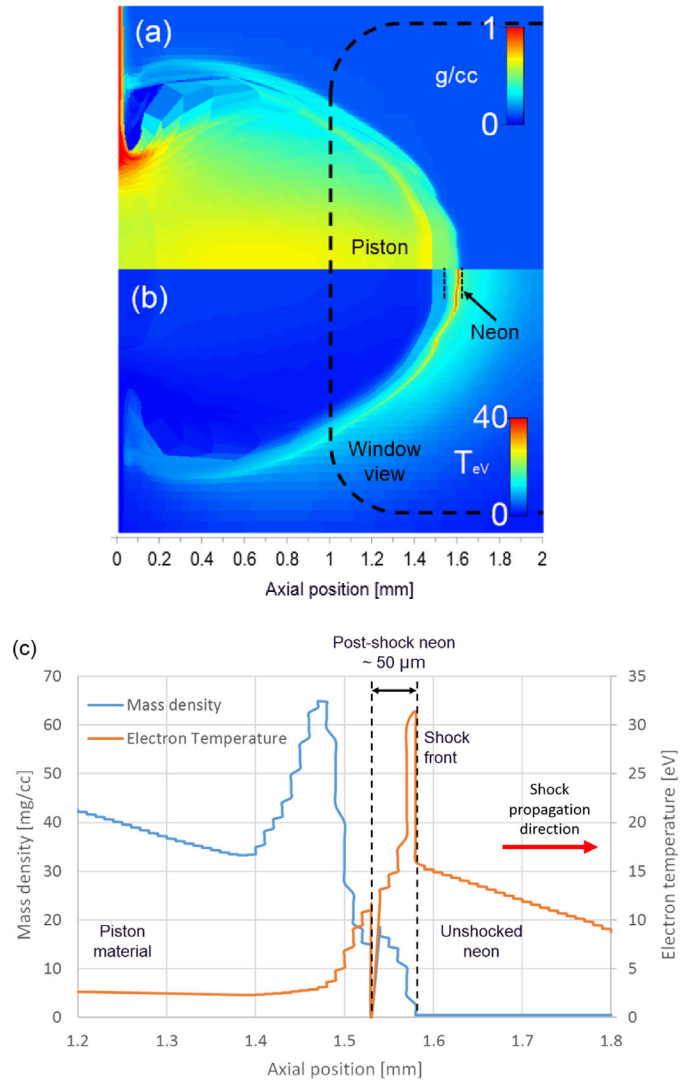 (a)
1
g/cc
0
Piston
(b)
Neon
40
Window
view
TeV
0
0 0.2 0.4 0.6 0.8 1 1.2 1.4 1.6 1.8 2
Axial position [mm]
(c)
Post-shock neon
~ 50 µm
70 35
Mass density
60 30
Electron Temperature
Shock
front
50 25
Shock
propagation
direction
40 20
30 15
20 10
Piston
material
Unshocked
neon
10 5
0 0
1.2 1.3 1.4 1.5 1.6 1.7 1.8
Axial position [mm]
Mass density [mg/cc]
Electron temperature [eV]